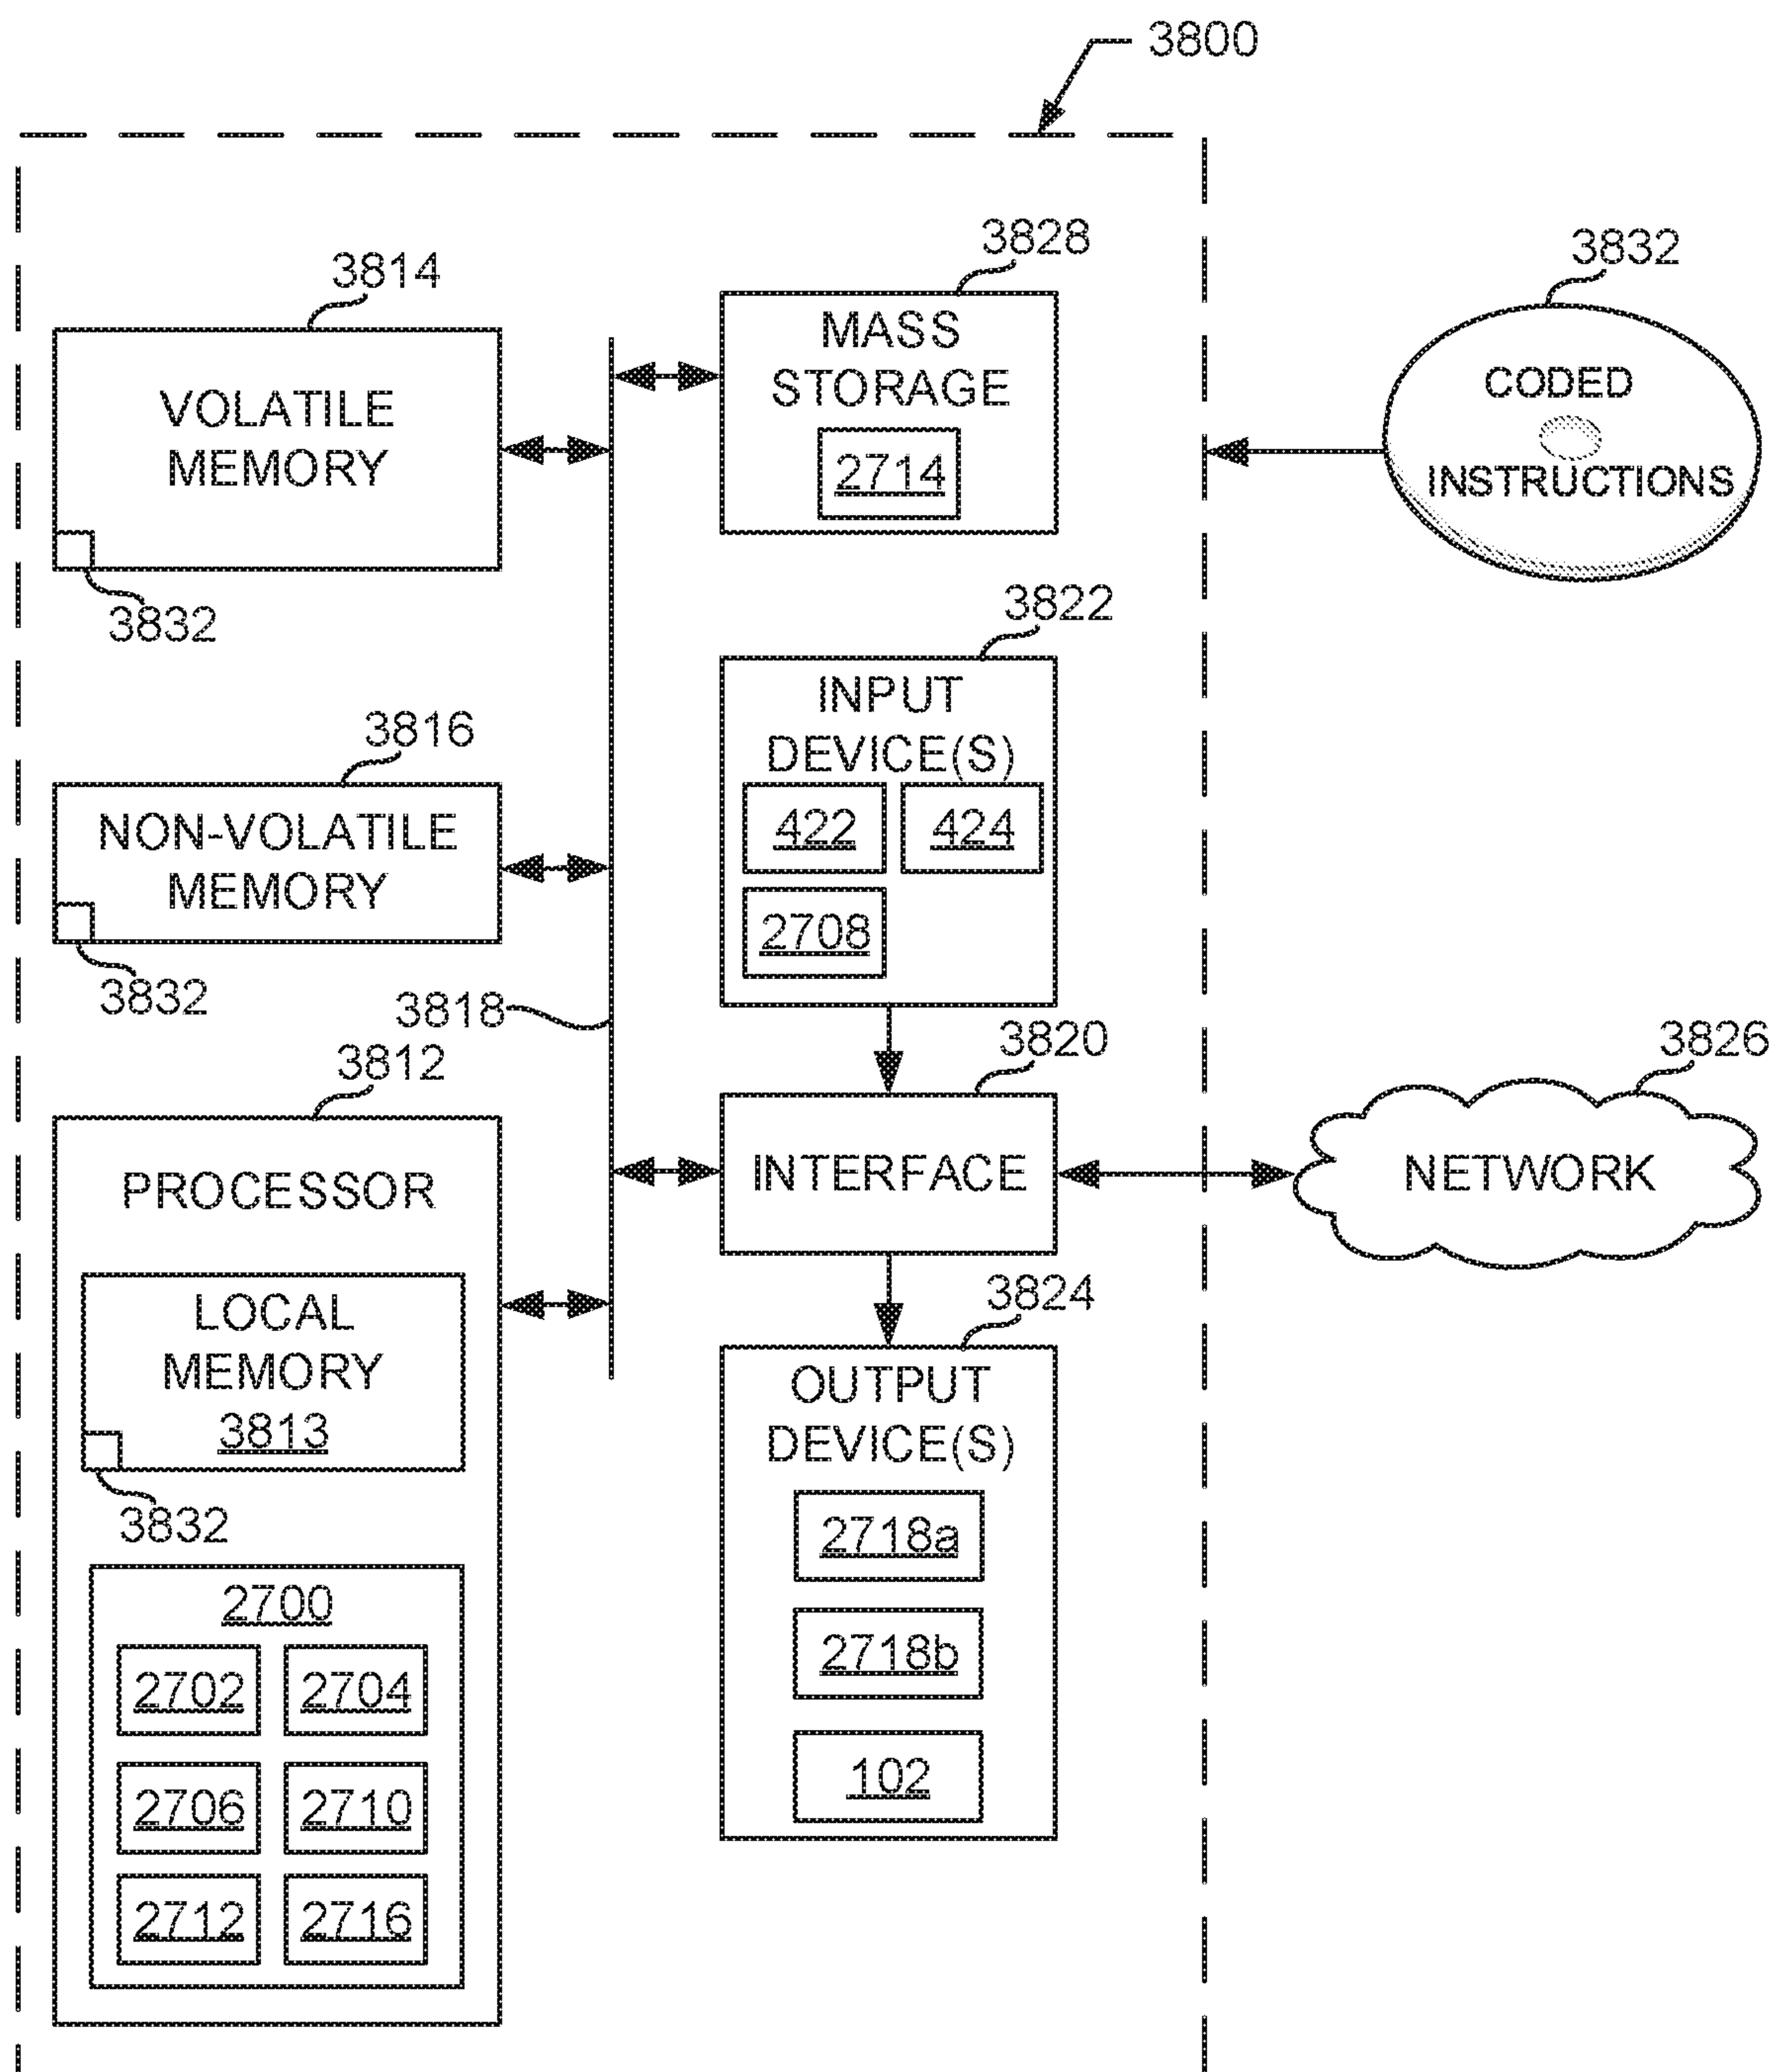 3800
3814
VOLATILE
MEMORY
3832
3828
MASS
STORAGE
2714
3832
CODED
INSTRUCTIONS
3816
NON-VOLATILE
MEMORY
3832
3818
3822
INPUT
DEVICE(S)
422 424
2708
3812
PROCESSOR
LOCAL
MEMORY
3813
3832
2700
2702 2704
2706 2710
2712 2716
3820
INTERFACE
3826
NETWORK
3824
OUTPUT
DEVICE(S)
2718a
2718b
102